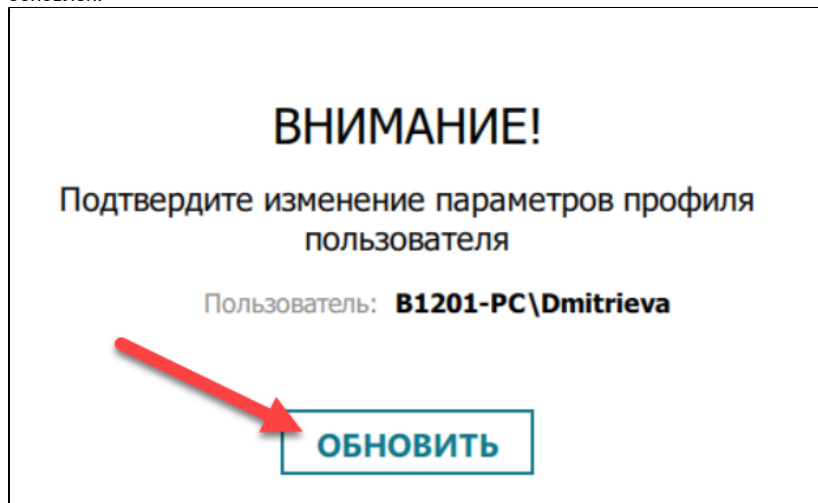 ВНИМАНИЕ!
Подтвердите изменение параметров профиля
пользователя
Пользователь: B1201-PC\Dmitrieva
ОБНОВИТЬ